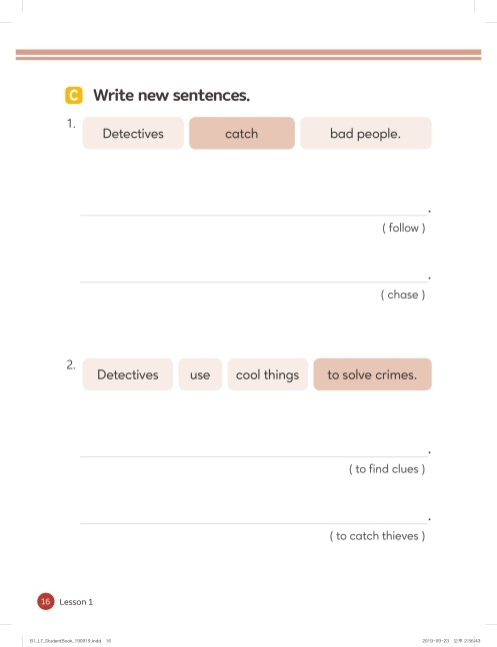 C Write new sentences.
1. Detectives catch bad people.
.
( follow )
.
( chase )
2. Detectives use cool things to solve crimes.
.
( to find clues )
.
( to catch thieves )
16 Lesson 1